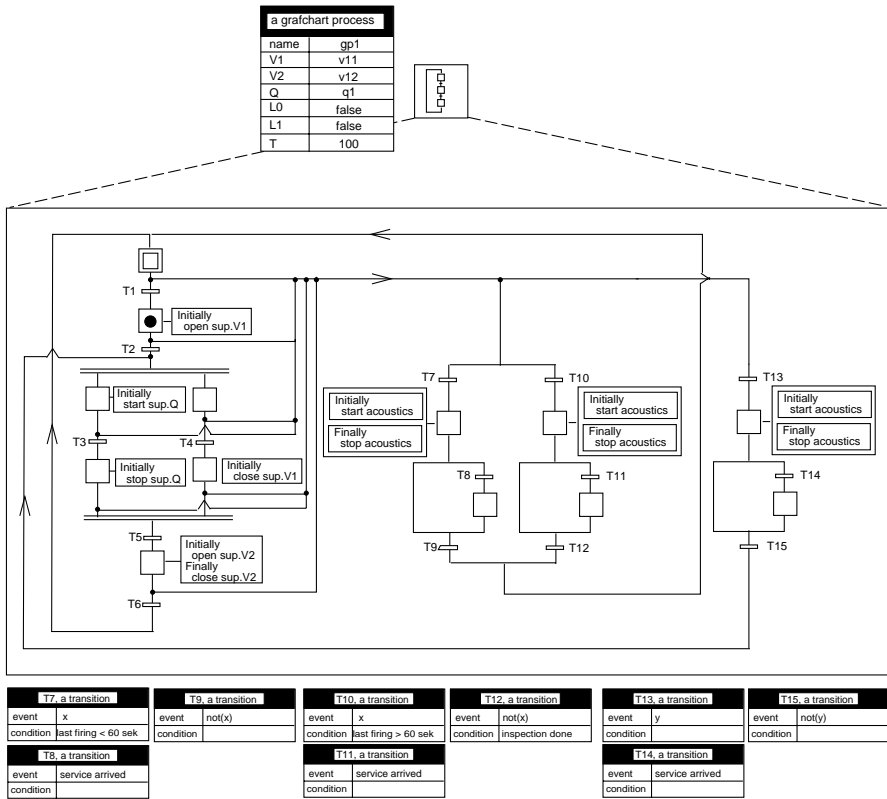 a grafchart process
name gp1
V1 v11
V2 v12
Q q1
L0 false
L1 false
T 100
T1
Initially
open sup.V1
T2
Initially
start sup.Q
T3
T4
Initially
stop sup.Q
Initially
close sup.V1
T5
Initially
open sup.V2
Finally
close sup.V2
T6
T7
Initially
start acoustics
Finally
stop acoustics
T8
T9
T10
Initially
start acoustics
Finally
stop acoustics
T11
T12
T13
Initially
start acoustics
Finally
stop acoustics
T14
T15
T7, a transition
event x
condition last firing < 60 sek
T9, a transition
event not(x)
condition
T10, a transition
event x
condition last firing > 60 sek
T12, a transition
event not(x)
condition inspection done
T13, a transition
event y
condition
T15, a transition
event not(y)
condition
T8, a transition
event service arrived
condition
T11, a transition
event service arrived
condition
T14, a transition
event service arrived
condition